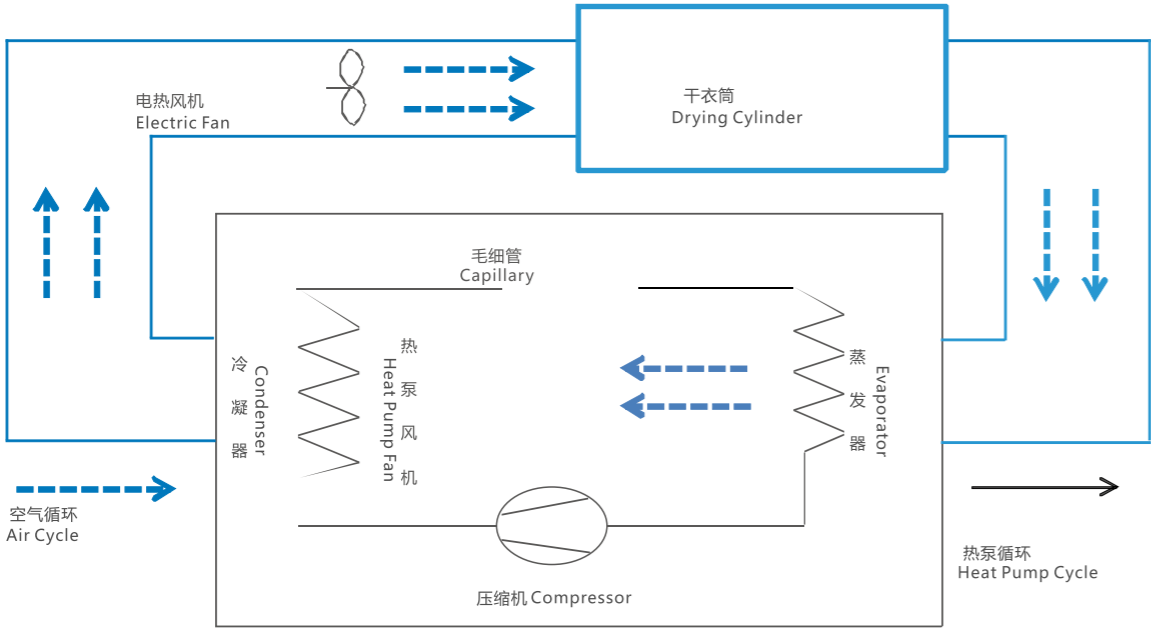 电热风机
Electric Fan
干衣筒
Drying Cylinder
毛细管
Capillary
冷凝器
Condenser
热泵风机
Heat Pump Fan
蒸发器
Evaporator
空气循环
Air Cycle
热泵循环
Heat Pump Cycle
压缩机 Compressor